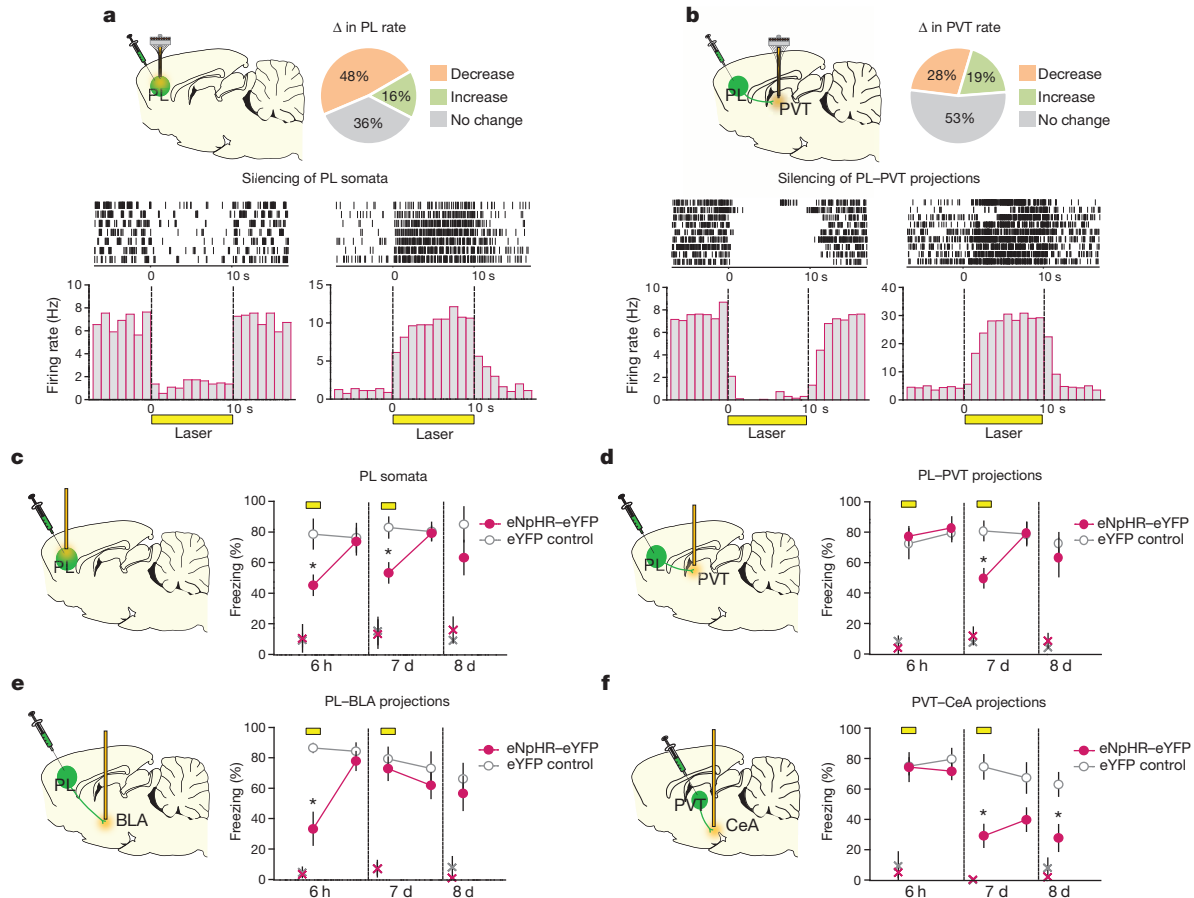 a
Δ in PL rate
PL
48%
16%
36%
Decrease
Increase
No change
Silencing of PL somata
0 10 s
0 10 s
Firing rate (Hz)
10
8
6
4
2
0
0 10 s
Laser
15
10
5
0
0 10 s
Laser
b
Δ in PVT rate
PL
PVT
28%
19%
53%
Decrease
Increase
No change
Silencing of PL–PVT projections
0 10 s
0 10 s
Firing rate (Hz)
10
8
6
4
2
0
0 10 s
Laser
40
30
20
10
0
0 10 s
Laser
c
PL somata
PL
Freezing (%)
100
80
60
40
20
0
*
*
6 h 7 d 8 d
eNpHR–eYFP
eYFP control
d
PL–PVT projections
PL
PVT
Freezing (%)
100
80
60
40
20
0
*
6 h 7 d 8 d
eNpHR–eYFP
eYFP control
e
PL–BLA projections
PL
BLA
Freezing (%)
100
80
60
40
20
0
*
6 h 7 d 8 d
eNpHR–eYFP
eYFP control
f
PVT–CeA projections
PVT
CeA
Freezing (%)
100
80
60
40
20
0
*
*
6 h 7 d 8 d
eNpHR–eYFP
eYFP control